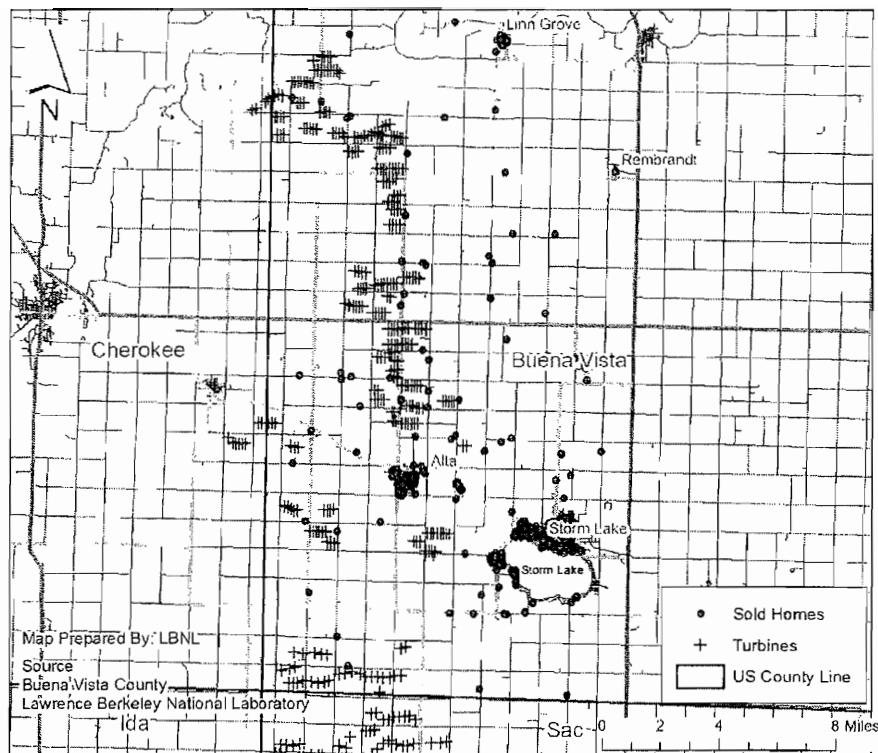 Linn Grove
N
Rembrandt
Cherokee
Buena Vista
Alta
Storm Lake
Storm Lake
Sold Homes
Turbines
US County Line
Map Prepared By: LBNL
Source
Buena Vista County
Lawrence Berkeley National Laboratory
Ida
Sac
0 2 4 8 Miles